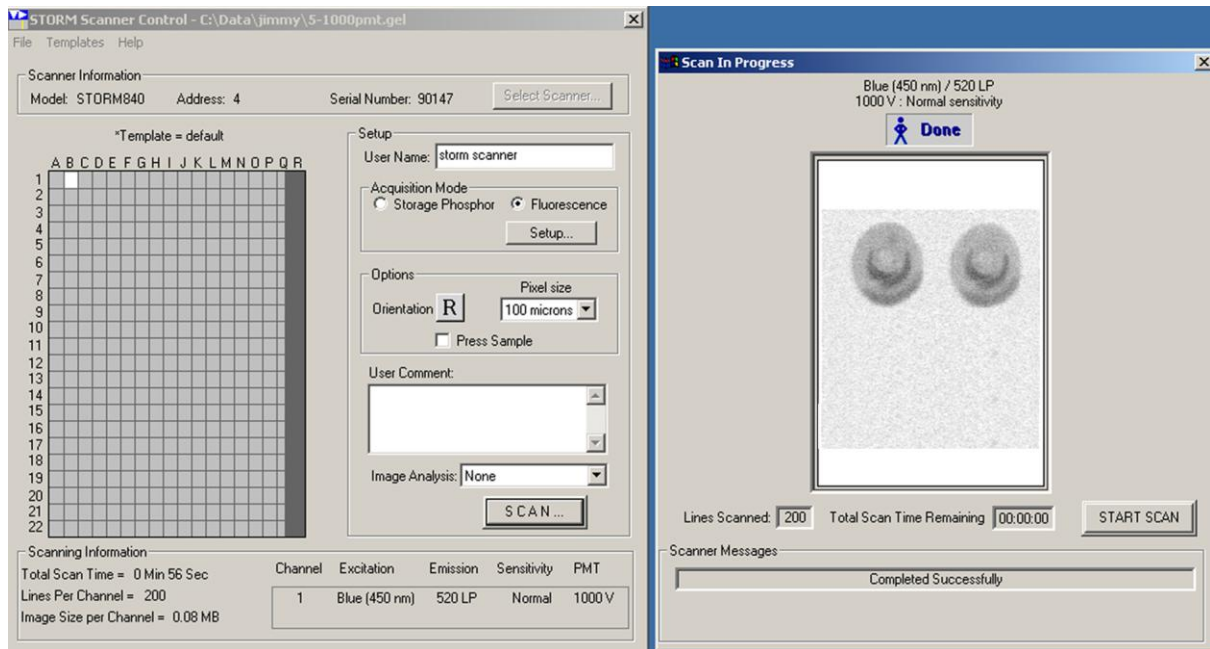 STORM Scanner Control - C:\Data\jimmy\5-1000pmt.gel
File Templates Help
Scanner Information
Model: STORM840 Address: 4 Serial Number: 90147 Select Scanner...
*Template = default
A B C D E F G H I J K L M N O P Q R
1
2
3
4
5
6
7
8
9
10
11
12
13
14
15
16
17
18
19
20
21
22
Setup
User Name: storm scanner
Acquisition Mode
Storage Phosphor Fluorescence
Setup...
Options
Pixel size
Orientation R 100 microns
Press Sample
User Comment:
Image Analysis: None
SCAN...
Scanning Information
Total Scan Time = 0 Min 56 Sec
Lines Per Channel = 200
Image Size per Channel = 0.08 MB
Channel Excitation Emission Sensitivity PMT
1 Blue (450 nm) 520 LP Normal 1000 V
Scan In Progress
Blue (450 nm) / 520 LP
1000 V : Normal sensitivity
Done
Lines Scanned: 200 Total Scan Time Remaining 00:00:00 START SCAN
Scanner Messages
Completed Successfully